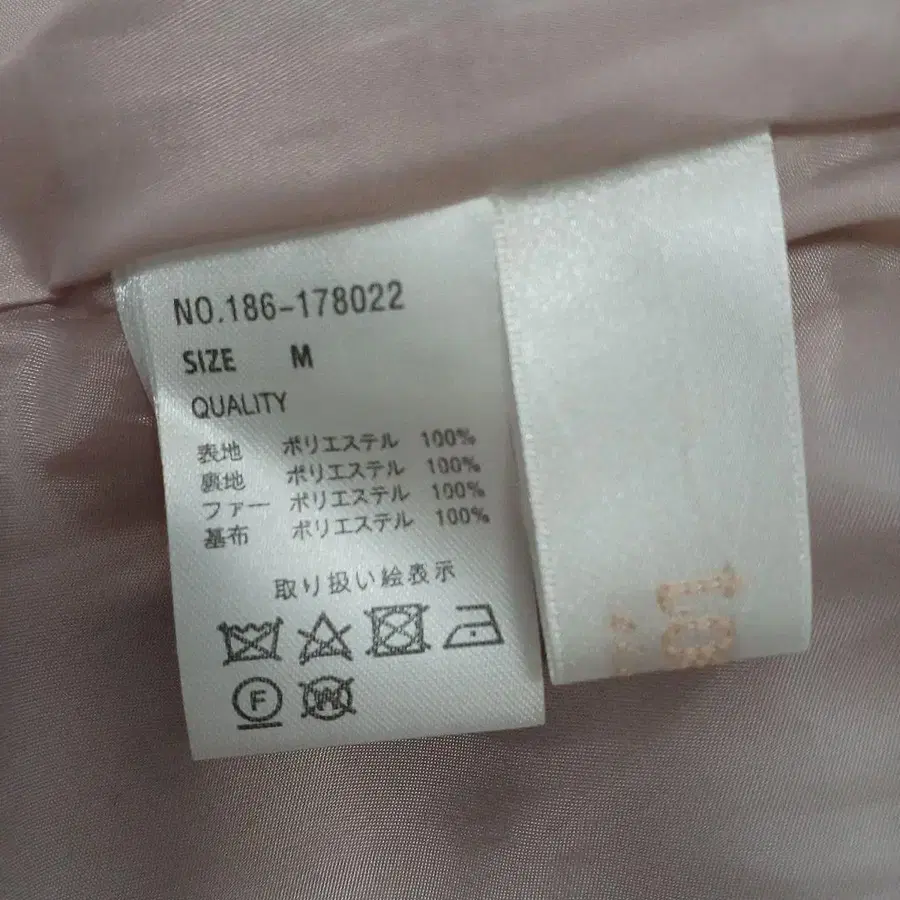 NO.186-178022
SIZE M
QUALITY
表地 ポリエステル 100%
裏地 ポリエステル 100%
ファー ポリエステル 100%
基布 ポリエステル 100%
取り扱い絵表示
F W